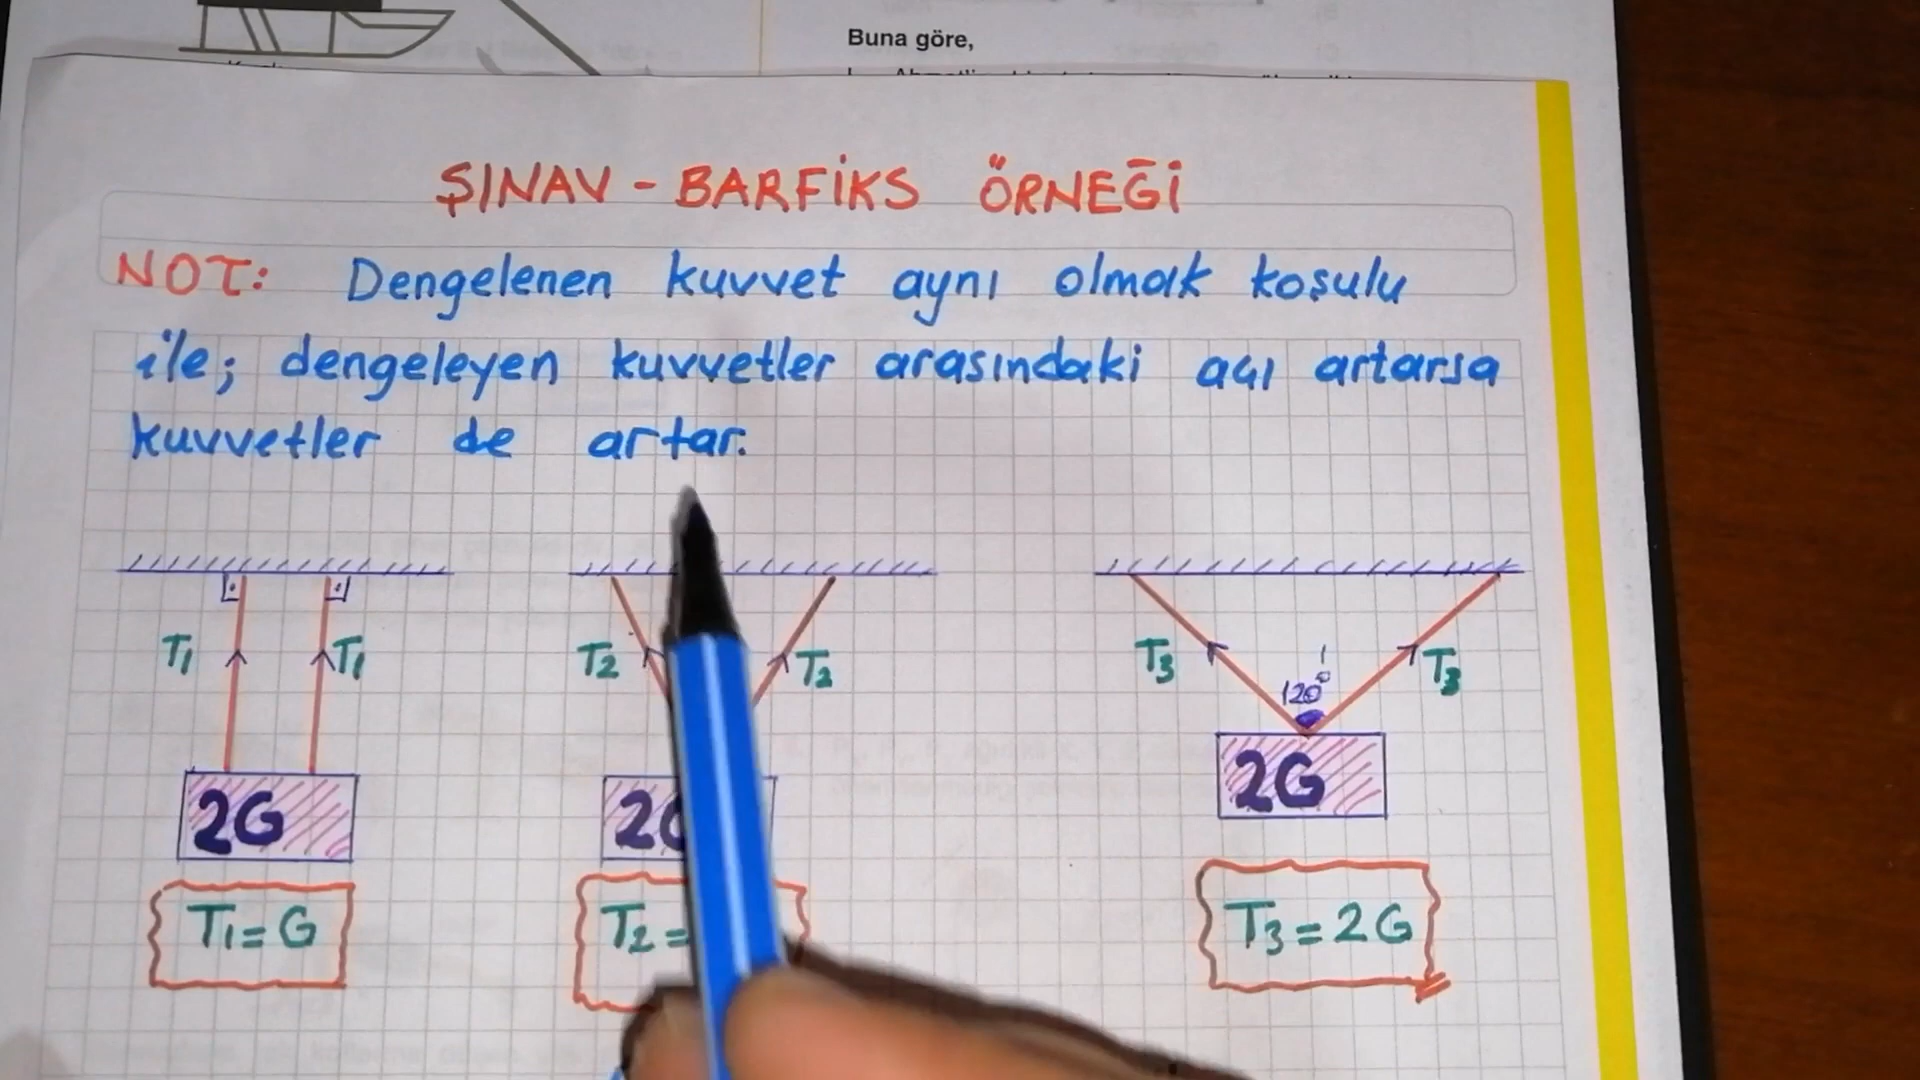 Buna göre,
ŞINAV - BARFİKS ÖRNEĞİ
NOT: Dengelenen kuvvet aynı olmak koşulu
ile; dengeleyen kuvvetler arasındaki açı artarsa
kuvvetler de artar.
T1 T1 T2 T2 T3 120° T3
2G 2G
T1 = G T2 = T3 = 2G